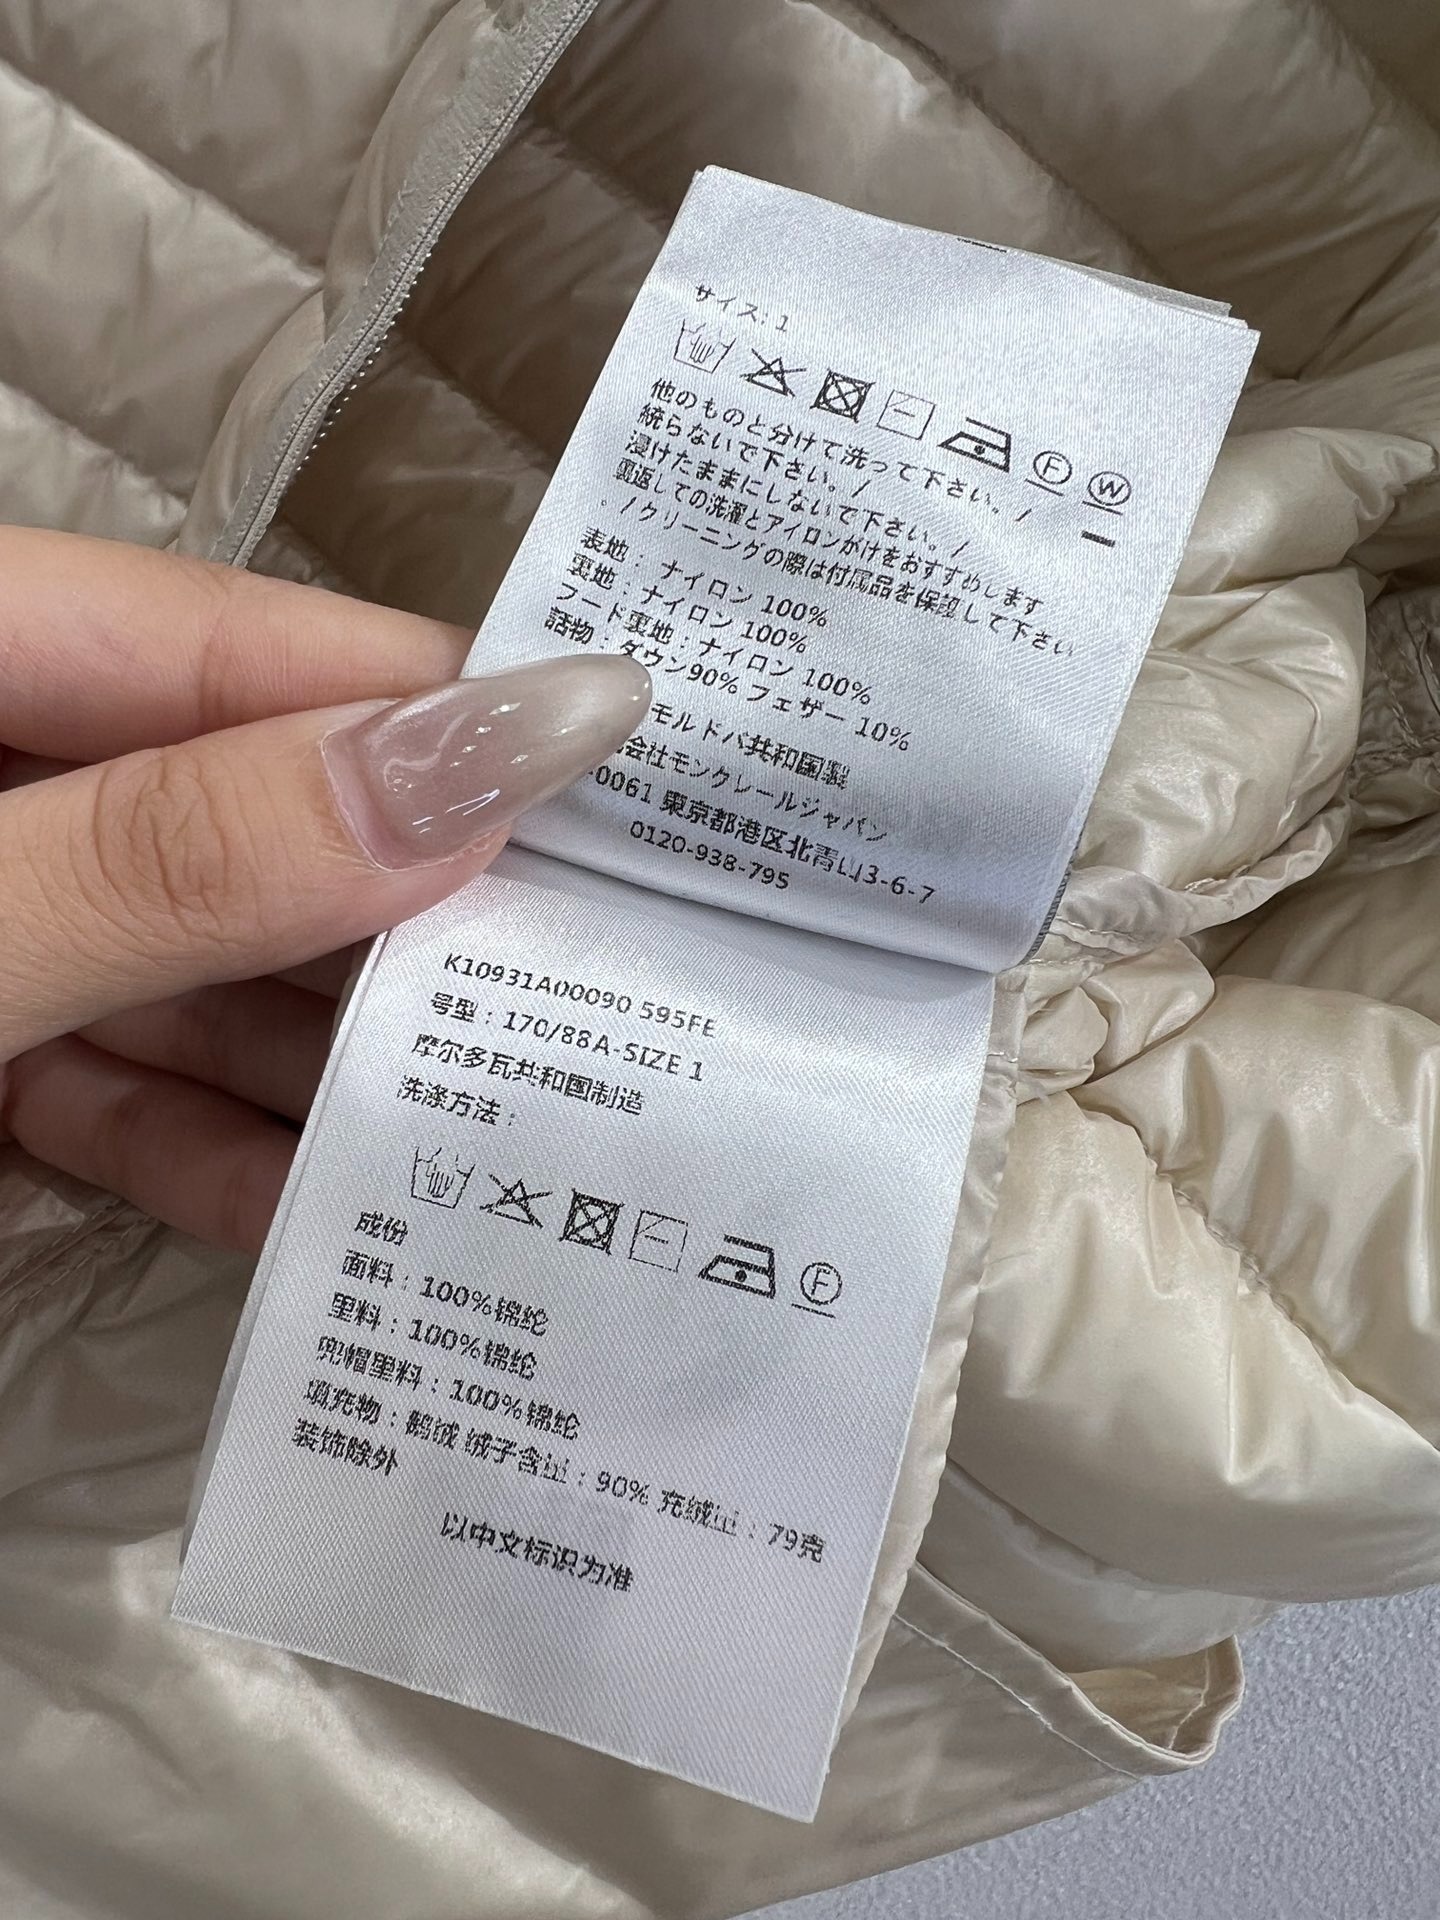 サイズ: 1
他のものと分けて洗って下さい。/
統らないで下さい。/
浸けたままにしないで下さい。/
裏返しての洗濯とアイロンがけをおすすめします
。/クリーニングの際は付属品を保護して下さい
表地： ナイロン 100%
裏地：ナイロン 100%
フード裏地：ナイロン 100%
詰物：ダウン90% フェザー 10%
モルドバ共和国製
会社モンクレールジャパン
-0061 東京都港区北青山3-6-7
0120-938-795
K10931A00090 595FE
号型：170/88A-SIZE 1
摩尔多瓦共和国制造
洗涤方法：
F
W
F
成份
面料：100%锦纶
里料：100%锦纶
兜帽里料：100%锦纶
填充物：鹅绒 绒子含量：90% 充绒量：79克
装饰除外
以中文标识为准